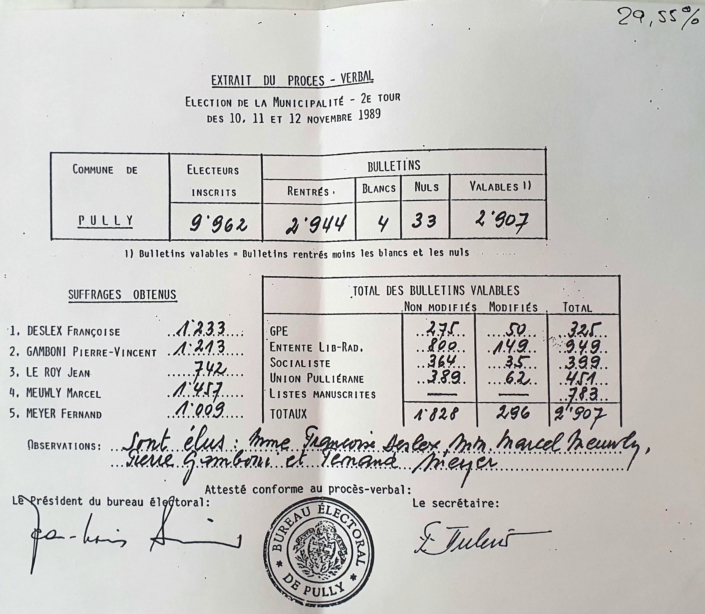 29,55%
EXTRAIT DU PROCES - VERBAL
ELECTION DE LA MUNICIPALITÉ - 2E TOUR
DES 10, 11 ET 12 NOVEMBRE 1989
COMMUNE DE
PULLY
ELECTEURS
INSCRITS
9'962
BULLETINS
RENTRÉS BLANCS NULS VALABLES 1)
2'944 4 33 2'907
1) Bulletins valables = Bulletins rentrés moins les blancs et les nuls
SUFFRAGES OBTENUS
1. DESLEX FRANÇOISE 1'233
2. GAMBONI PIERRE-VINCENT 1'213
3. LE ROY JEAN 742
4. MEUWLY MARCEL 1'457
5. MEYER FERNAND 1'009
TOTAL DES BULLETINS VALABLES
NON MODIFIÉS MODIFIÉS TOTAL
GPE 275 50 325
ENTENTE LIB-RAD. 800 149 949
SOCIALISTE 364 35 399
UNION PULLIÉRANE 389 62 451
LISTES MANUSCRITES — — 783
TOTAUX 1'828 296 2'907
OBSERVATIONS: Sont élus: Mme Françoise Deslex, MM. Marcel Meuwly,
Pierre Gamboni et Fernand Meyer
Attesté conforme au procès-verbal:
Le Président du bureau électoral:
Le secrétaire:
BUREAU ÉLECTORAL
DE PULLY